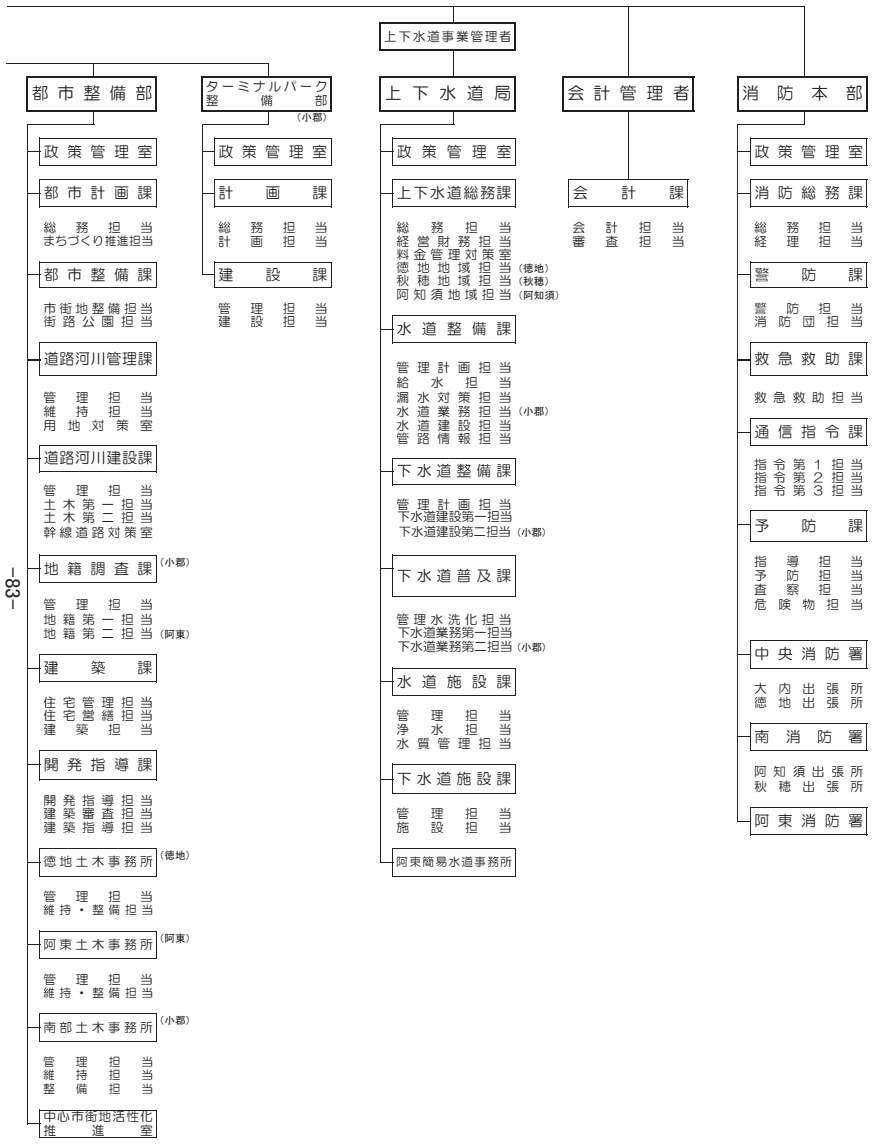 上下水道事業管理者
都市整備部
政策管理室
都市計画課
総務担当
まちづくり推進担当
都市整備課
市街地整備担当
街路公園担当
道路河川管理課
管理担当
維持担当
用地対策室
道路河川建設課
管理担当
土木第一担当
土木第二担当
幹線道路対策室
地籍調査課(小郡)
管理担当
地籍第一担当
地籍第二担当(阿東)
建築課
住宅管理担当
住宅営繕担当
建築担当
開発指導課
開発指導担当
建築審査担当
建築指導担当
徳地土木事務所(徳地)
管理担当
維持・整備担当
阿東土木事務所(阿東)
管理担当
維持・整備担当
南部土木事務所(小郡)
管理担当
維持担当
整備担当
中心市街地活性化
推進室
ターミナルパーク
整備部
(小郡)
政策管理室
計画課
総務担当
計画担当
建設課
管理担当
建設担当
上下水道局
政策管理室
上下水道総務課
総務担当
経営財務担当
料金管理対策室
徳地地域担当(徳地)
秋穂地域担当(秋穂)
阿知須地域担当(阿知須)
水道整備課
管理計画担当
給水担当
漏水対策担当
水道業務担当(小郡)
水道建設担当
管路情報担当
下水道整備課
管理計画担当
下水道建設第一担当
下水道建設第二担当(小郡)
下水道普及課
管理水洗化担当
下水道業務第一担当
下水道業務第二担当(小郡)
水道施設課
管理担当
浄水担当
水質管理担当
下水道施設課
管理担当
施設担当
阿東簡易水道事務所
会計管理者
会計課
会計担当
審査担当
消防本部
政策管理室
消防総務課
総務担当
経理担当
警防課
警防担当
消防団担当
救急救助課
救急救助担当
通信指令課
指令第1担当
指令第2担当
指令第3担当
予防課
指導担当
予防担当
査察担当
危険物担当
中央消防署
大内出張所
徳地出張所
南消防署
阿知須出張所
秋穂出張所
阿東消防署
-83-